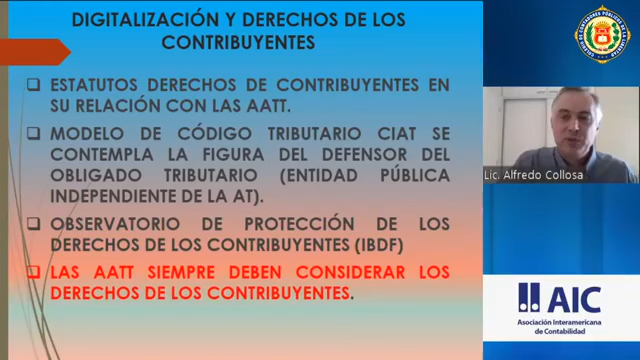 DIGITALIZACIÓN Y DERECHOS DE LOS
CONTRIBUYENTES
ESTATUTOS DERECHOS DE CONTRIBUYENTES EN
SU RELACIÓN CON LAS AATT.
MODELO DE CÓDIGO TRIBUTARIO CIAT SE
CONTEMPLA LA FIGURA DEL DEFENSOR DEL
OBLIGADO TRIBUTARIO (ENTIDAD PÚBLICA
INDEPENDIENTE DE LA AT).
OBSERVATORIO DE PROTECCIÓN DE LOS
DERECHOS DE LOS CONTRIBUYENTES (IBDF)
LAS AATT SIEMPRE DEBEN CONSIDERAR LOS
DERECHOS DE LOS CONTRIBUYENTES.
Lic. Alfredo Collosa
AIC
Asociación Interamericana
de Contabilidad